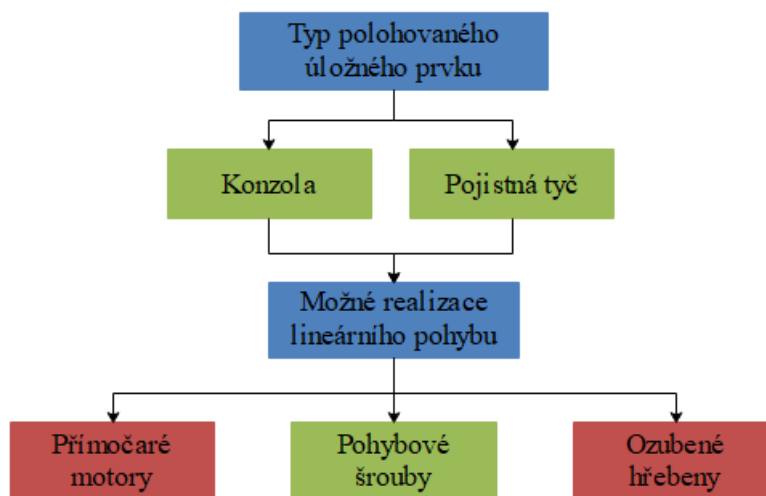 Typ polohovaného
úložného prvku
Konzola
Pojistná tyč
Možné realizace
lineárního pohybu
Přímočaré
motory
Pohybové
šrouby
Ozubené
hřebeny